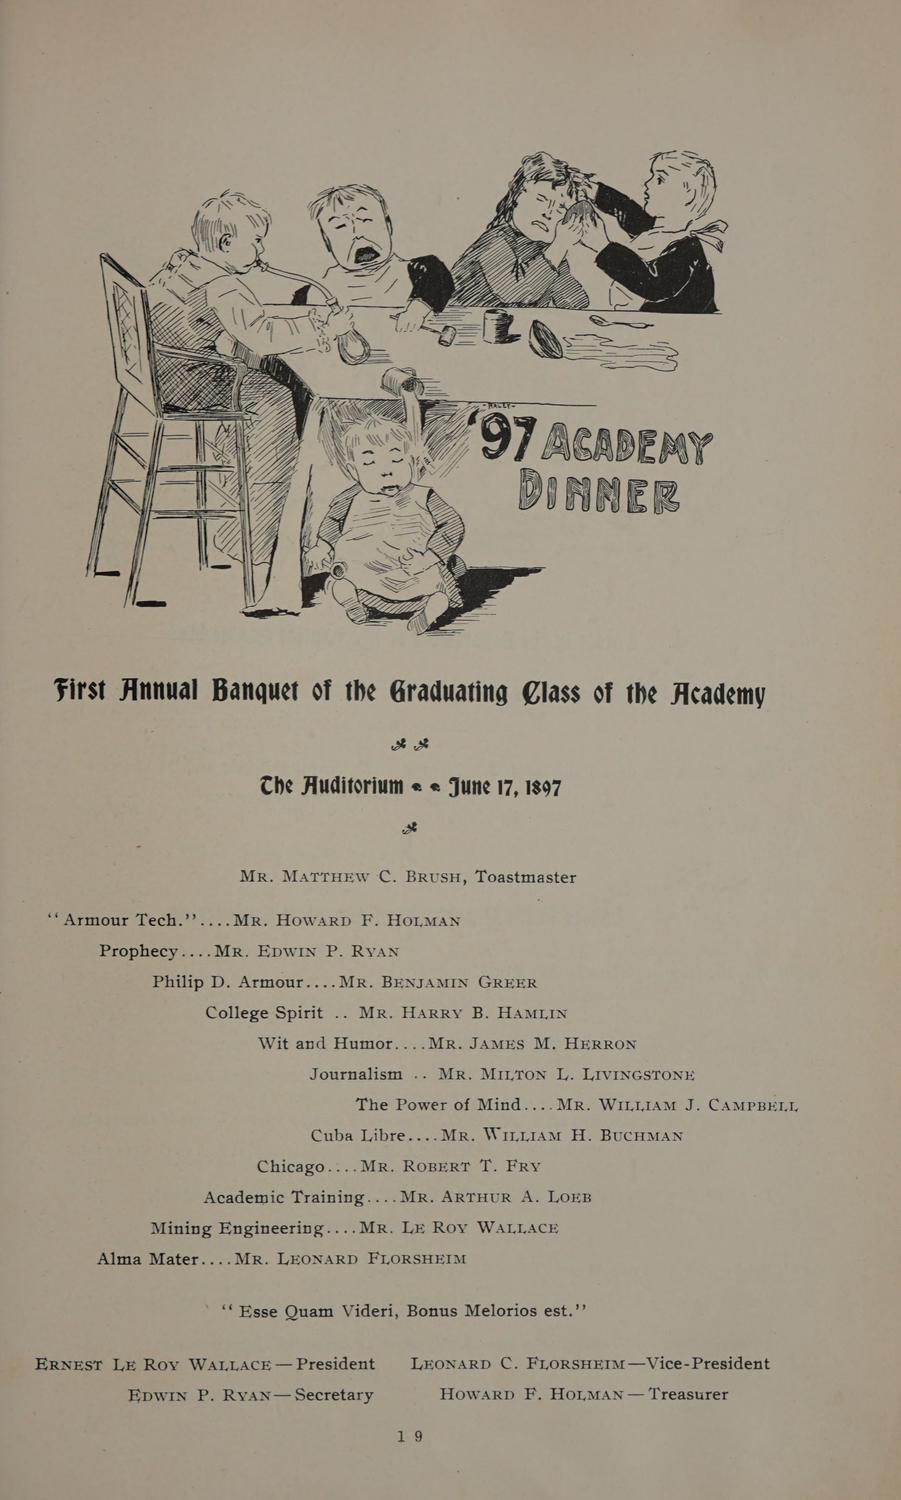 -HALEY-
'97 ACADEMY
DINNER
First Annual Banquet of the Graduating Class of the Academy
The Auditorium June 17, 1897
MR. MATTHEW C. BRUSH, Toastmaster
‘‘Armour Tech.’’....MR. HOWARD F. HOLMAN
Prophecy....MR. EDWIN P. RYAN
Philip D. Armour....MR. BENJAMIN GREER
College Spirit .. MR. HARRY B. HAMLIN
Wit and Humor....MR. JAMES M. HERRON
Journalism .. MR. MILTON L. LIVINGSTONE
The Power of Mind....MR. WILLIAM J. CAMPBELL
Cuba Libre....MR. WILLIAM H. BUCHMAN
Chicago....MR. ROBERT T. FRY
Academic Training....MR. ARTHUR A. LOEB
Mining Engineering....MR. LE ROY WALLACE
Alma Mater....MR. LEONARD FLORSHEIM
‘‘Esse Quam Videri, Bonus Melorios est.’’
ERNEST LE ROY WALLACE—President LEONARD C. FLORSHEIM—Vice-President
EDWIN P. RYAN—Secretary HOWARD F. HOLMAN—Treasurer
19